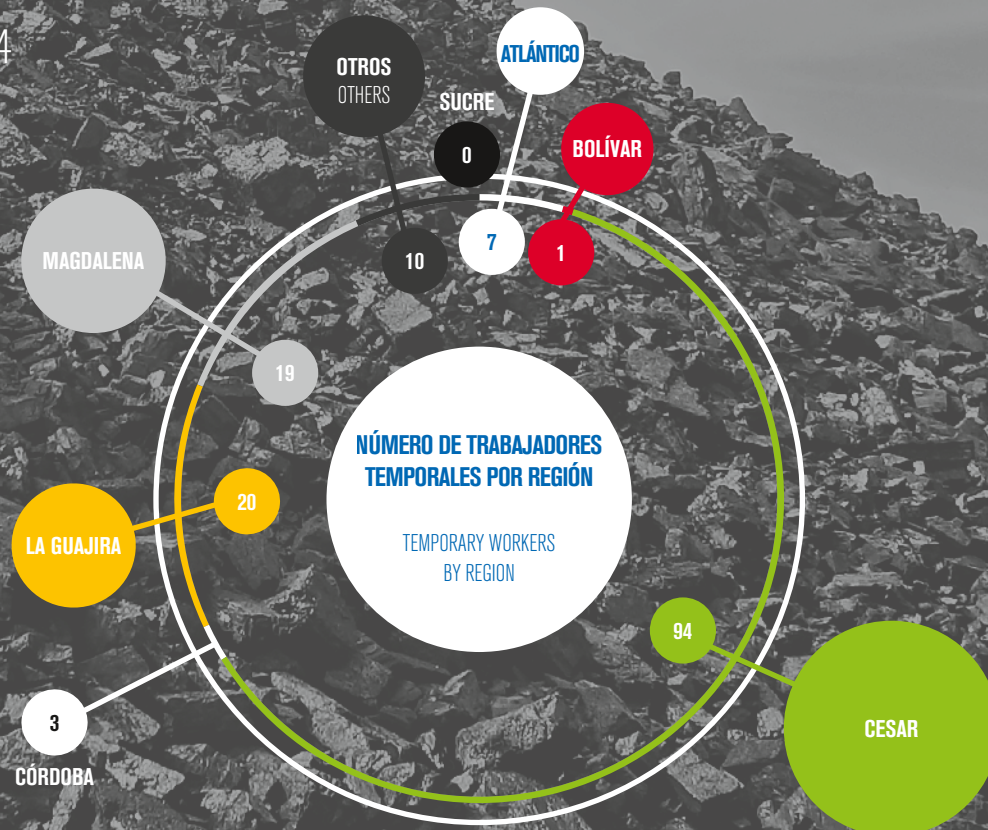 4
OTROS
OTHERS
SUCRE
0
ATLÁNTICO
7
BOLÍVAR
1
10
MAGDALENA
19
NÚMERO DE TRABAJADORES
TEMPORALES POR REGIÓN
TEMPORARY WORKERS
BY REGION
LA GUAJIRA
20
94
CESAR
3
CÓRDOBA